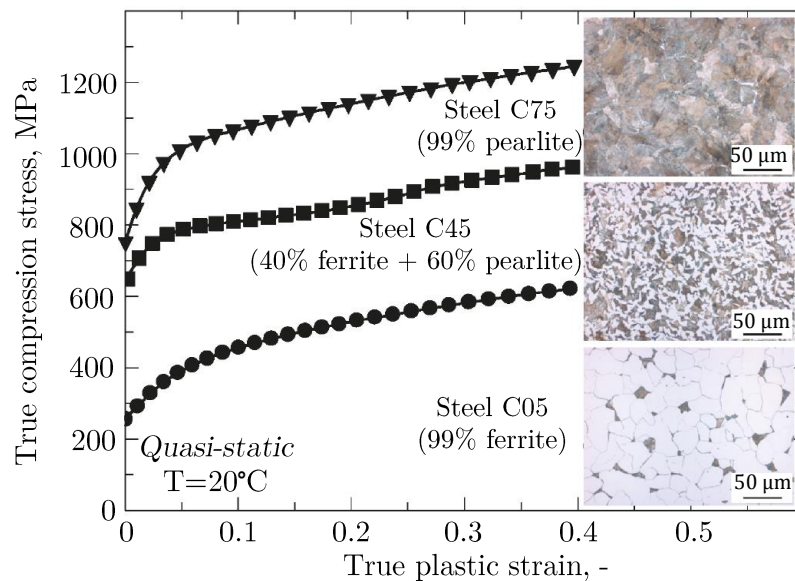 True compression stress, MPa
1200
1000
800
600
400
200
0
Steel C75
(99% pearlite)
50 µm
Steel C45
(40% ferrite + 60% pearlite)
50 µm
Steel C05
(99% ferrite)
50 µm
Quasi-static
T=20°C
0 0.1 0.2 0.3 0.4 0.5
True plastic strain, -